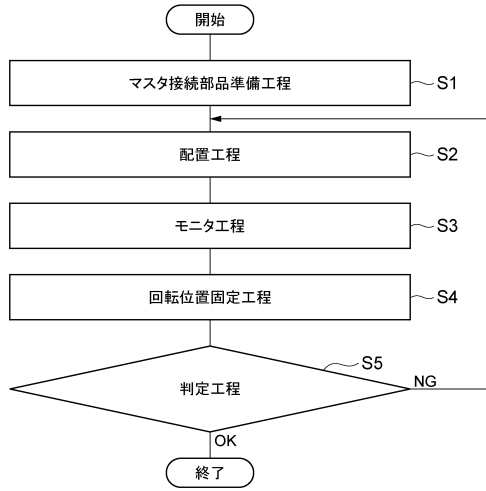 開始
マスタ接続部品準備工程
S1
配置工程
S2
モニタ工程
S3
回転位置固定工程
S4
S5
判定工程
NG
OK
終了